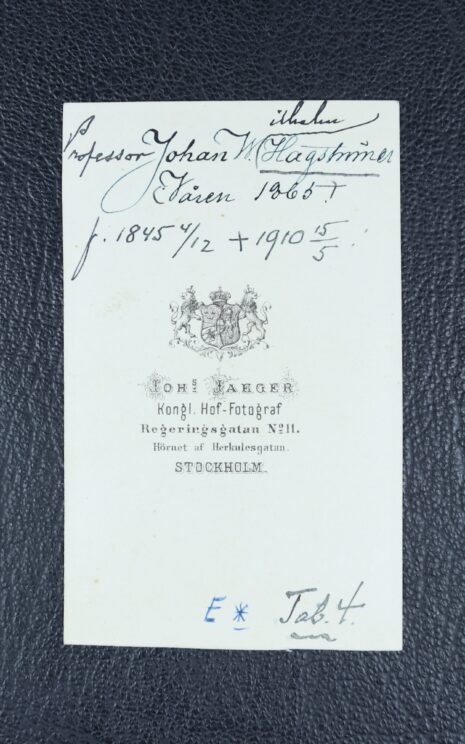 ilhelm
Professor Johan W. Hagströmer
Våren 1865
f. 1845 4/12 + 1910 15/5
JOHS JAEGER
Kongl. Hof-Fotograf
Regeringsgatan No 11.
Hörnet af Herkulesgatan.
STOCKHOLM.
E * Tab. 4.